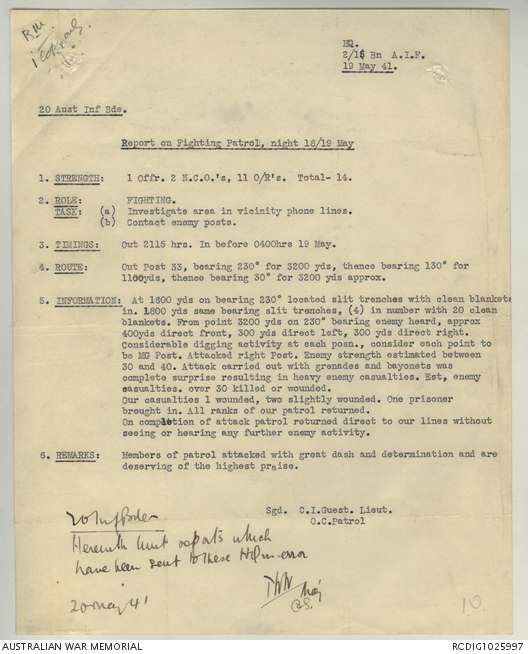 RM
1 copy only
HQ.
2/15 Bn A.I.F.
19 May 41.
20 Aust Inf Bde.
Report on Fighting Patrol, night 18/19 May
1. STRENGTH: 1 Offr. 2 N.C.O.'s, 11 O/R's. Total- 14.
2. ROLE: FIGHTING.
TASK: (a) Investigate area in vicinity phone lines.
(b) Contact enemy posts.
3. TIMINGS: Out 2115 hrs. In before 0400hrs 19 May.
4. ROUTE: Out Post 33, bearing 230° for 3200 yds, thence bearing 130° for
1100yds, thence bearing 30° for 3200 yds approx.
5. INFORMATION: At 1600 yds on bearing 230° located slit trenches with clean blankets
in. 1800 yds same bearing slit trenches, (4) in number with 20 clean
blankets. From point 3200 yds on 230° bearing enemy heard, approx
400yds direct front, 300 yds direct left, 300 yds direct right.
Considerable digging activity at each posn., consider each point to
be MG Post. Attacked right Post. Enemy strength estimated between
30 and 40. Attack carried out with grenades and bayonets was
complete surprise resulting in heavy enemy casualties. Est, enemy
casualties. over 30 killed or wounded.
Our casualties 1 wounded, two slightly wounded. One prisoner
brought in. All ranks of our patrol returned.
On completion of attack patrol returned direct to our lines without
seeing or hearing any further enemy activity.
6. REMARKS: Members of patrol attacked with great dash and determination and are
deserving of the highest praise.
Sgd. C.I.Guest. Lieut.
O.C.Patrol
20 Inf Bde
Herewith Unit reports which
have been sent to these HQ in error
Maj
20 May 41
10.
AUSTRALIAN WAR MEMORIAL
RCDIG1025997